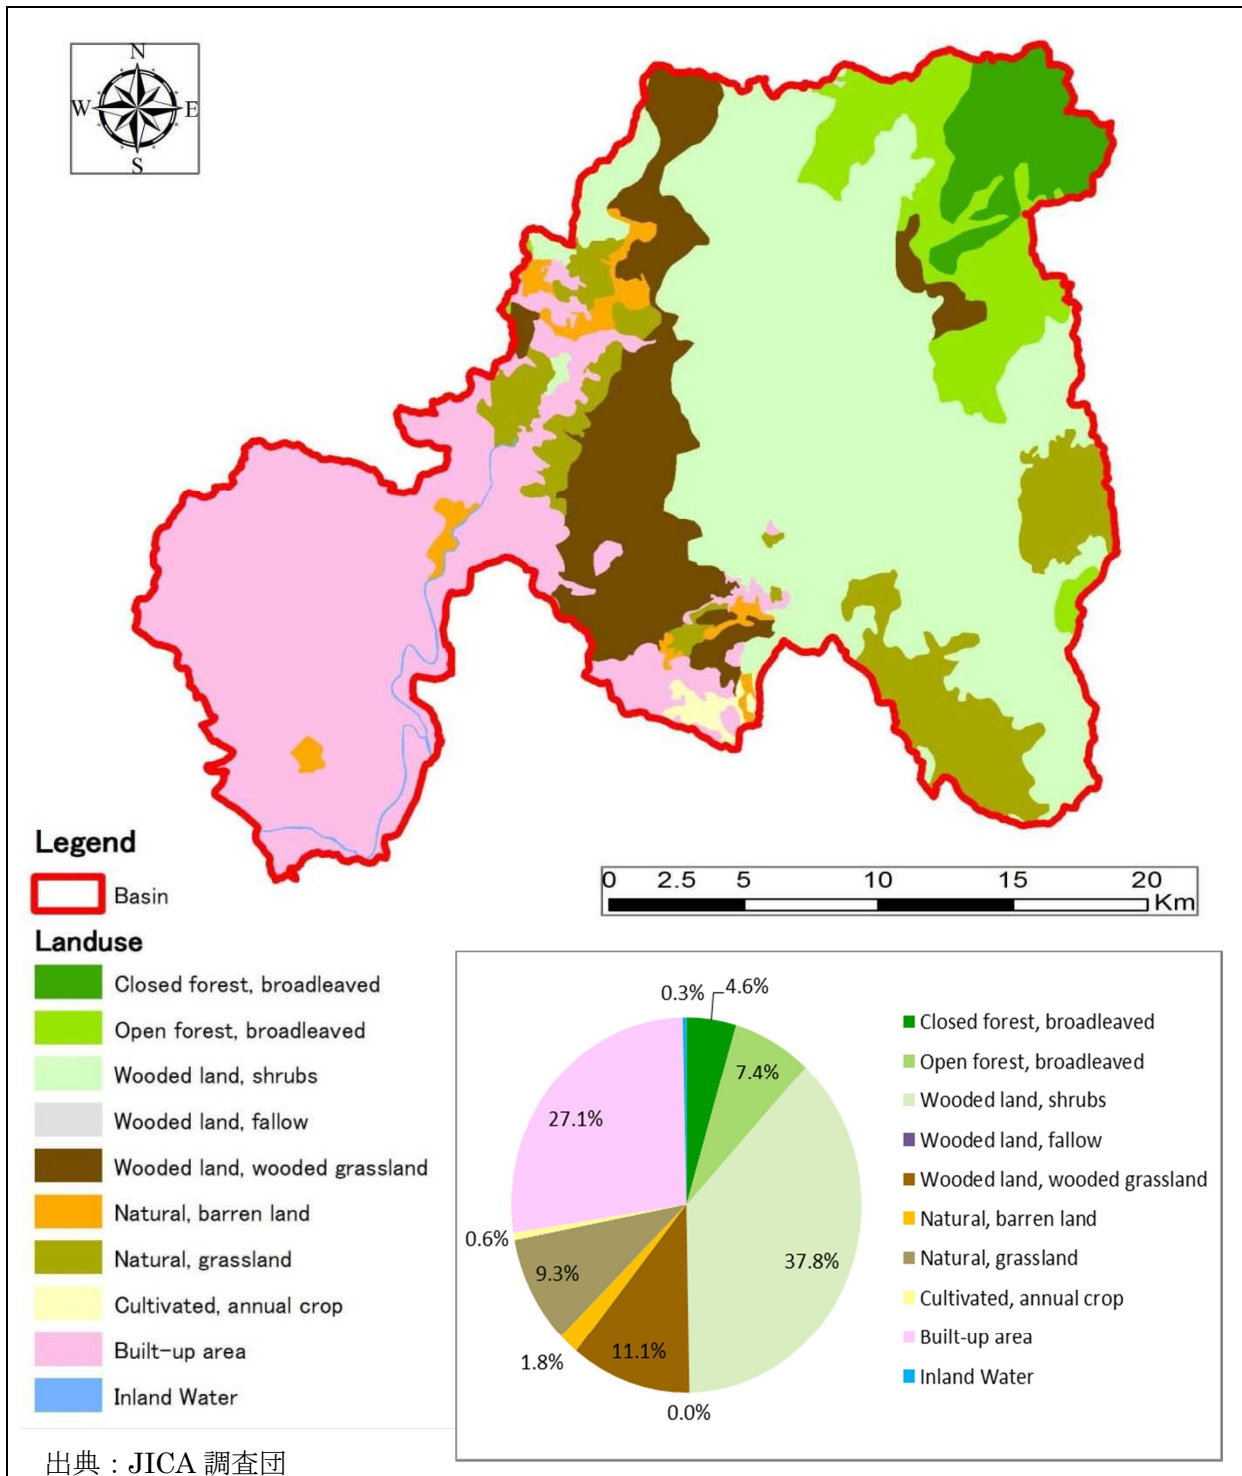 N
W E
S
Legend
Basin
Landuse
Closed forest, broadleaved
Open forest, broadleaved
Wooded land, shrubs
Wooded land, fallow
Wooded land, wooded grassland
Natural, barren land
Natural, grassland
Cultivated, annual crop
Built-up area
Inland Water
0 2.5 5 10 15 20
Km
0.3% 4.6%
7.4%
27.1%
37.8%
0.6%
9.3%
11.1%
1.8%
0.0%
Closed forest, broadleaved
Open forest, broadleaved
Wooded land, shrubs
Wooded land, fallow
Wooded land, wooded grassland
Natural, barren land
Natural, grassland
Cultivated, annual crop
Built-up area
Inland Water
出典：JICA 調査団